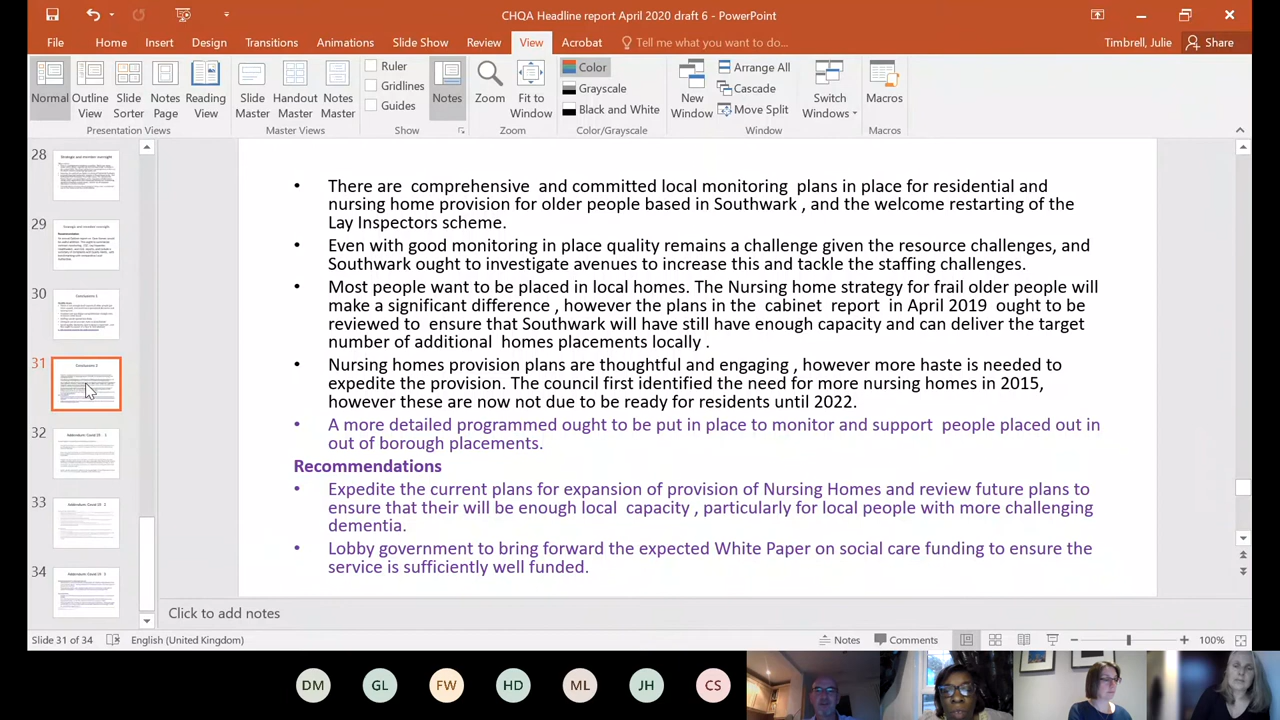 CHQA Headline report April 2020 draft 6 - PowerPoint
File Home Insert Design Transitions Animations Slide Show Review View Acrobat Tell me what you want to do... Timbrell, Julie Share
Normal Outline View Slide Sorter Notes Page Reading View
Presentation Views
Slide Master Handout Master Notes Master
Master Views
Ruler
Gridlines
Guides
Show
Notes
Zoom Fit to Window
Zoom
Color
Grayscale
Black and White
Color/Grayscale
New Window
Arrange All
Cascade
Move Split
Switch Windows
Window
Macros
Macros
28
29
30
31
32
33
34
• There are  comprehensive  and committed local monitoring  plans in place for residential and
nursing home provision for older people based in Southwark , and the welcome restarting of the
Lay Inspectors scheme.
• Even with good monitoring in place quality remains a challenge given the resource challenges, and
Southwark ought to investigate avenues to increase this and tackle the staffing challenges.
• Most people want to be placed in local homes. The Nursing home strategy for frail older people will
make a significant difference , however the plans in the cabinet  report  in April 2019  ought to be
reviewed to  ensure that Southwark will have still have enough capacity and can deliver the target
number of additional  homes placements locally .
• Nursing homes provision plans are thoughtful and engaging, however more haste is needed to
expedite the provision. The council first identified the need for more nursing homes in 2015,
however these are now not due to be ready for residents until 2022.
• A more detailed programmed ought to be put in place to monitor and support  people placed out in
out of borough placements.
Recommendations
• Expedite the current plans for expansion of provision of Nursing Homes and review future plans to
ensure that their will be enough local  capacity , particularly for local people with more challenging
dementia.
• Lobby government to bring forward the expected White Paper on social care funding to ensure the
service is sufficiently well funded.
Click to add notes
Slide 31 of 34 English (United Kingdom) Notes Comments 100%
DM GL FW HD ML JH CS